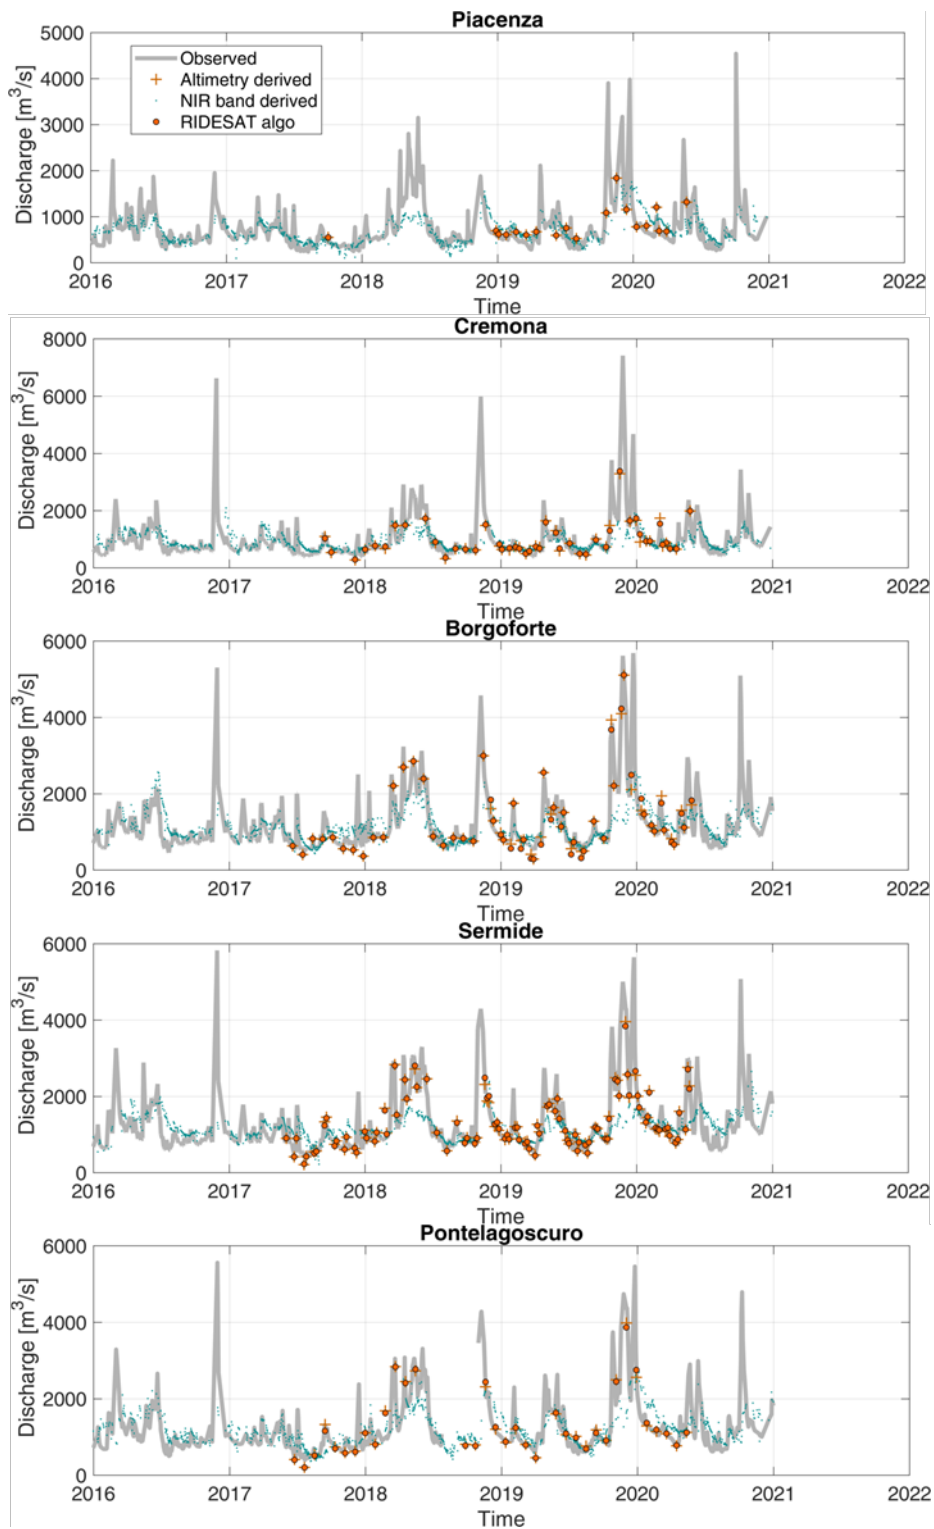 Piacenza
5000
4000
3000
2000
1000
0
Discharge [m³/s]
Observed
Altimetry derived
NIR band derived
RIDESAT algo
2016 2017 2018 2019 2020 2021 2022
Time
Cremona
8000
6000
4000
2000
0
Discharge [m³/s]
2016 2017 2018 2019 2020 2021 2022
Time
Borgoforte
6000
4000
2000
0
Discharge [m³/s]
2016 2017 2018 2019 2020 2021 2022
Time
Sermide
6000
4000
2000
0
Discharge [m³/s]
2016 2017 2018 2019 2020 2021 2022
Time
Pontelagoscuro
6000
4000
2000
0
Discharge [m³/s]
2016 2017 2018 2019 2020 2021 2022
Time